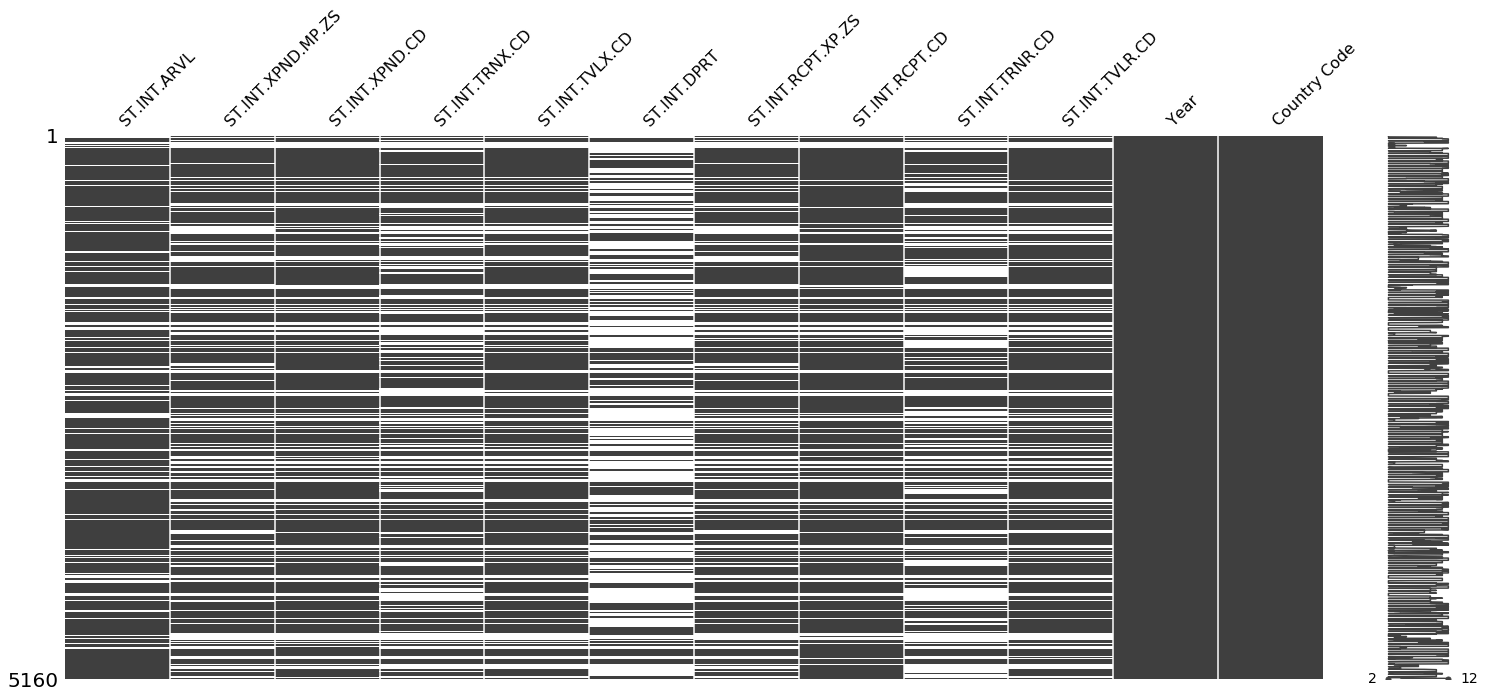 ST.INT.ARVL
ST.INT.XPND.MP.ZS
ST.INT.XPND.CD
ST.INT.TRNX.CD
ST.INT.TVLX.CD
ST.INT.DPRT
ST.INT.RCPT.XP.ZS
ST.INT.RCPT.CD
ST.INT.TRNR.CD
ST.INT.TVLR.CD
Year
Country Code
1
5160
2
12